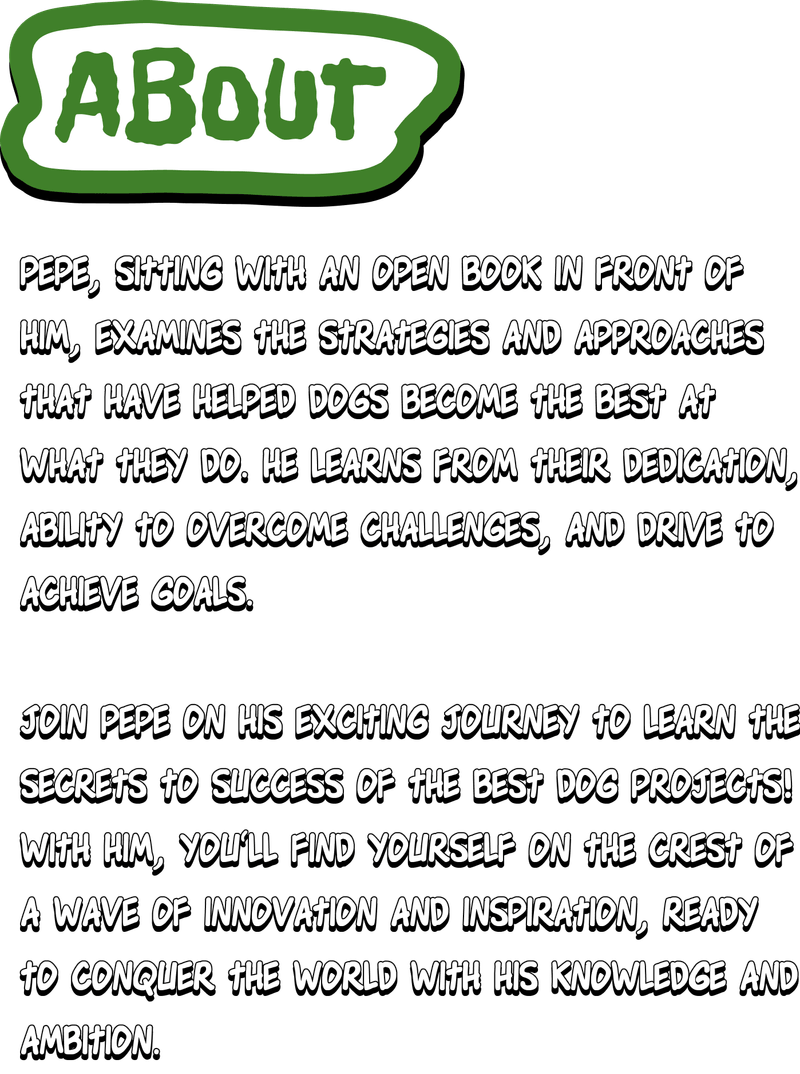 ABOUT
PEPE, SITTING WITH AN OPEN BOOK IN FRONT OF
HIM, EXAMINES THE STRATEGIES AND APPROACHES
THAT HAVE HELPED DOGS BECOME THE BEST AT
WHAT THEY DO. HE LEARNS FROM THEIR DEDICATION,
ABILITY TO OVERCOME CHALLENGES, AND DRIVE TO
ACHIEVE GOALS.
JOIN PEPE ON HIS EXCITING JOURNEY TO LEARN THE
SECRETS TO SUCCESS OF THE BEST DOG PROJECTS!
WITH HIM, YOU‘LL FIND YOURSELF ON THE CREST OF
A WAVE OF INNOVATION AND INSPIRATION, READY
TO CONQUER THE WORLD WITH HIS KNOWLEDGE AND
AMBITION.